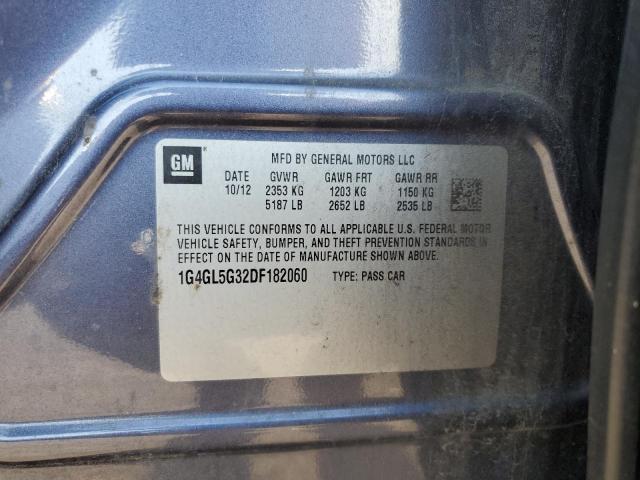 GM MFD BY GENERAL MOTORS LLC
DATE GVWR GAWR FRT GAWR RR
10/12 2353 KG 1203 KG 1150 KG
5187 LB 2652 LB 2535 LB
THIS VEHICLE CONFORMS TO ALL APPLICABLE U.S. FEDERAL MOTOR
VEHICLE SAFETY, BUMPER, AND THEFT PREVENTION STANDARDS IN
EFFECT ON THE DATE OF MANUFACTURE SHOWN ABOVE.
1G4GL5G32DF182060 TYPE: PASS CAR